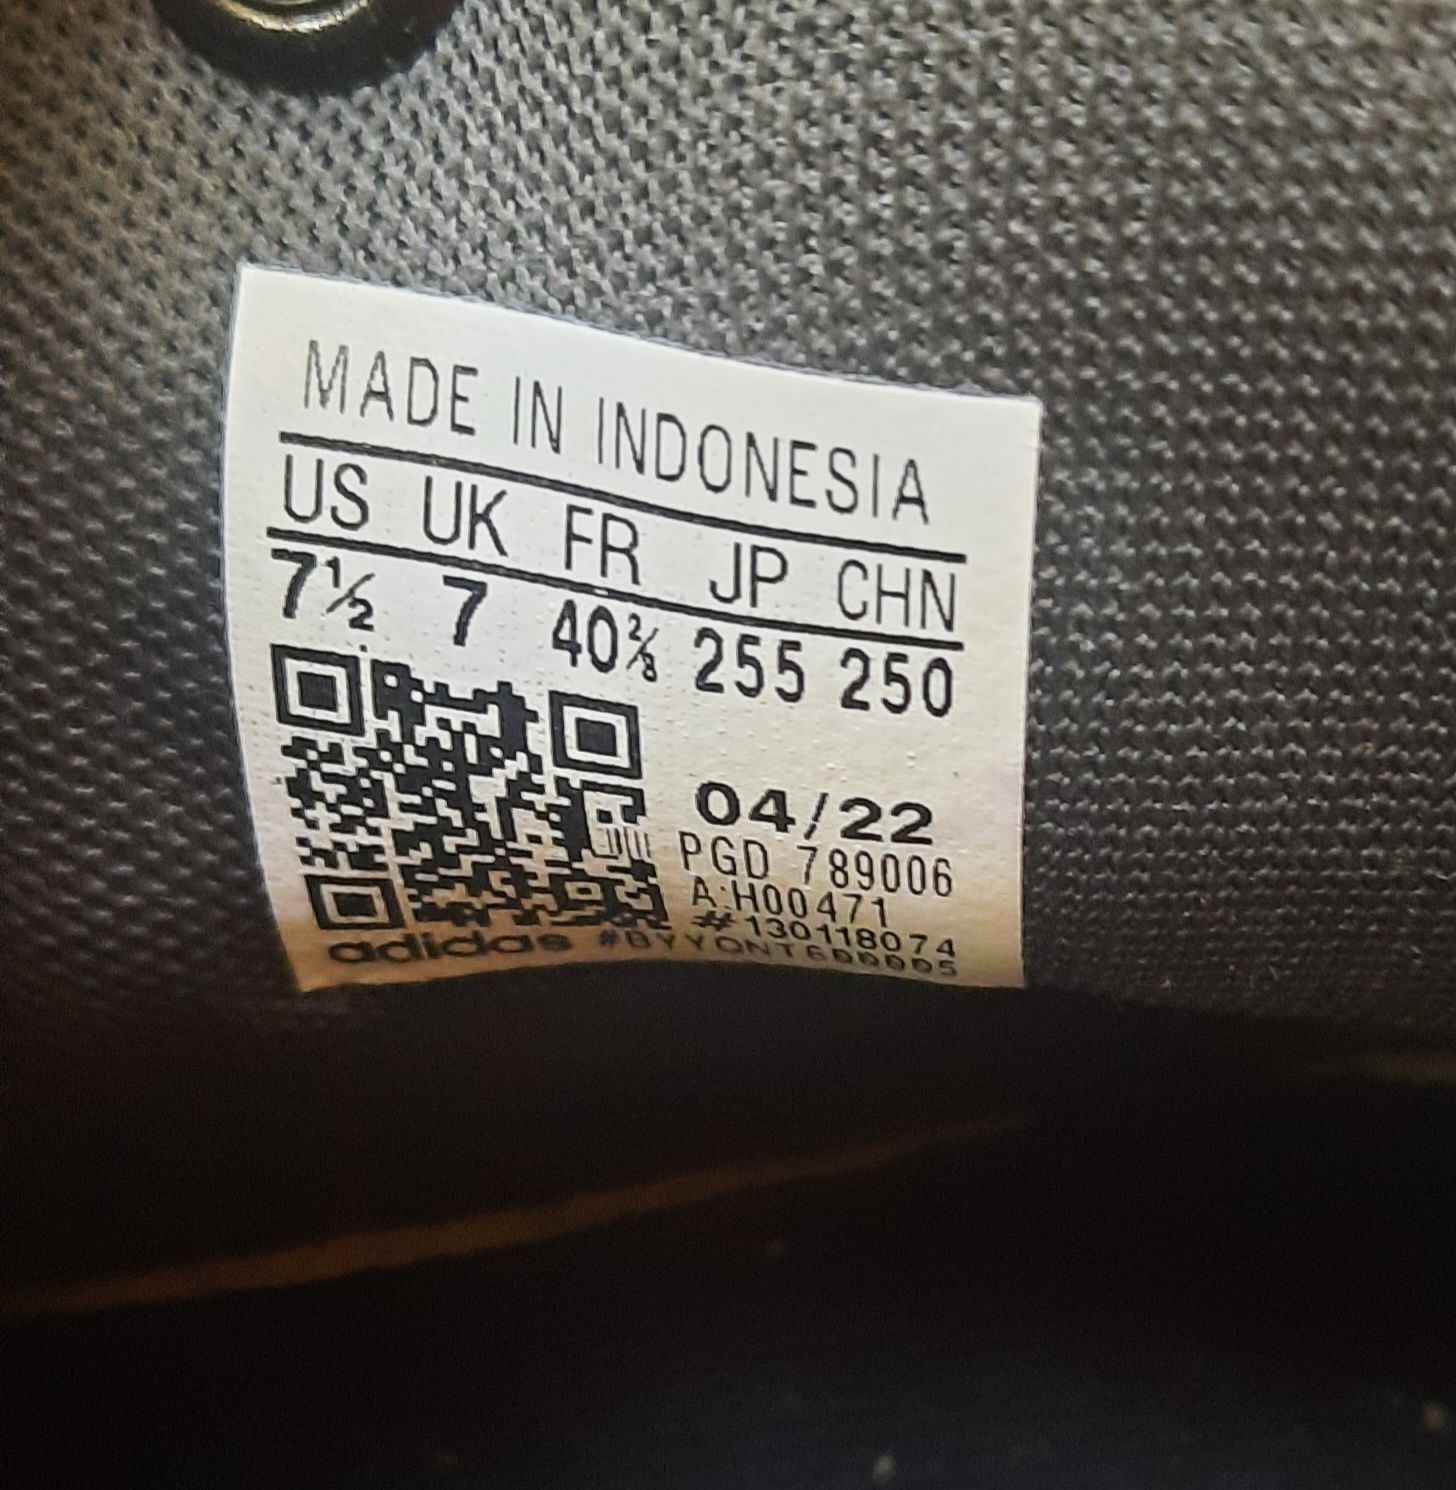 MADE IN INDONESIA
US UK FR JP CHN
7½ 7 40⅔ 255 250
04/22
PGD 789006
A:H00471
#130118074
adidas